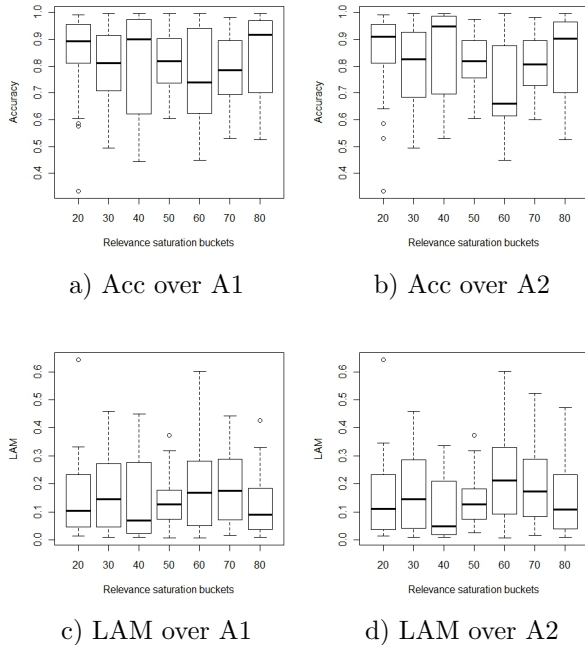 Accuracy
0.4 0.5 0.6 0.7 0.8 0.9 1.0
20 30 40 50 60 70 80
Relevance saturation buckets
a) Acc over A1
Accuracy
0.4 0.5 0.6 0.7 0.8 0.9 1.0
20 30 40 50 60 70 80
Relevance saturation buckets
b) Acc over A2
LAM
0.0 0.1 0.2 0.3 0.4 0.5 0.6
20 30 40 50 60 70 80
Relevance saturation buckets
c) LAM over A1
LAM
0.0 0.1 0.2 0.3 0.4 0.5 0.6
20 30 40 50 60 70 80
Relevance saturation buckets
d) LAM over A2